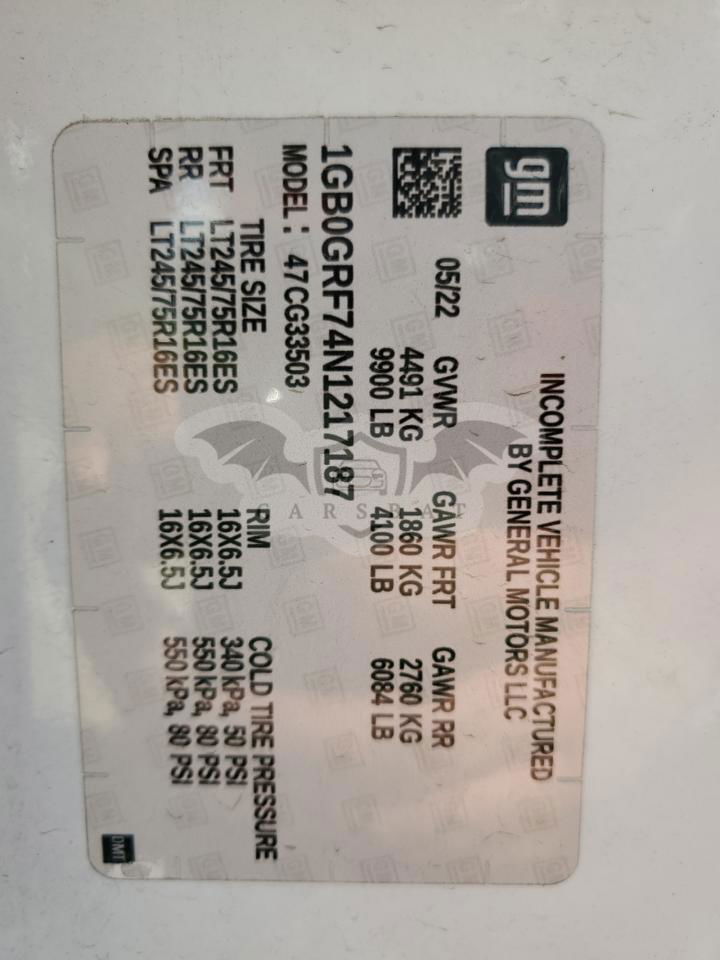 gm
INCOMPLETE VEHICLE MANUFACTURED
BY GENERAL MOTORS LLC
05/22 GVWR GAWR FRT GAWR RR
4491 KG 1860 KG 2760 KG
9900 LB 4100 LB 6084 LB
1GB0GRF74N1217187
MODEL: 47CG33503
TIRE SIZE RIM COLD TIRE PRESSURE
FRT LT245/75R16ES 16X6.5J 340 kPa, 50 PSI
RR LT245/75R16ES 16X6.5J 550 kPa, 80 PSI
SPA LT245/75R16ES 16X6.5J 550 kPa, 80 PSI
DMT
CARSBAT